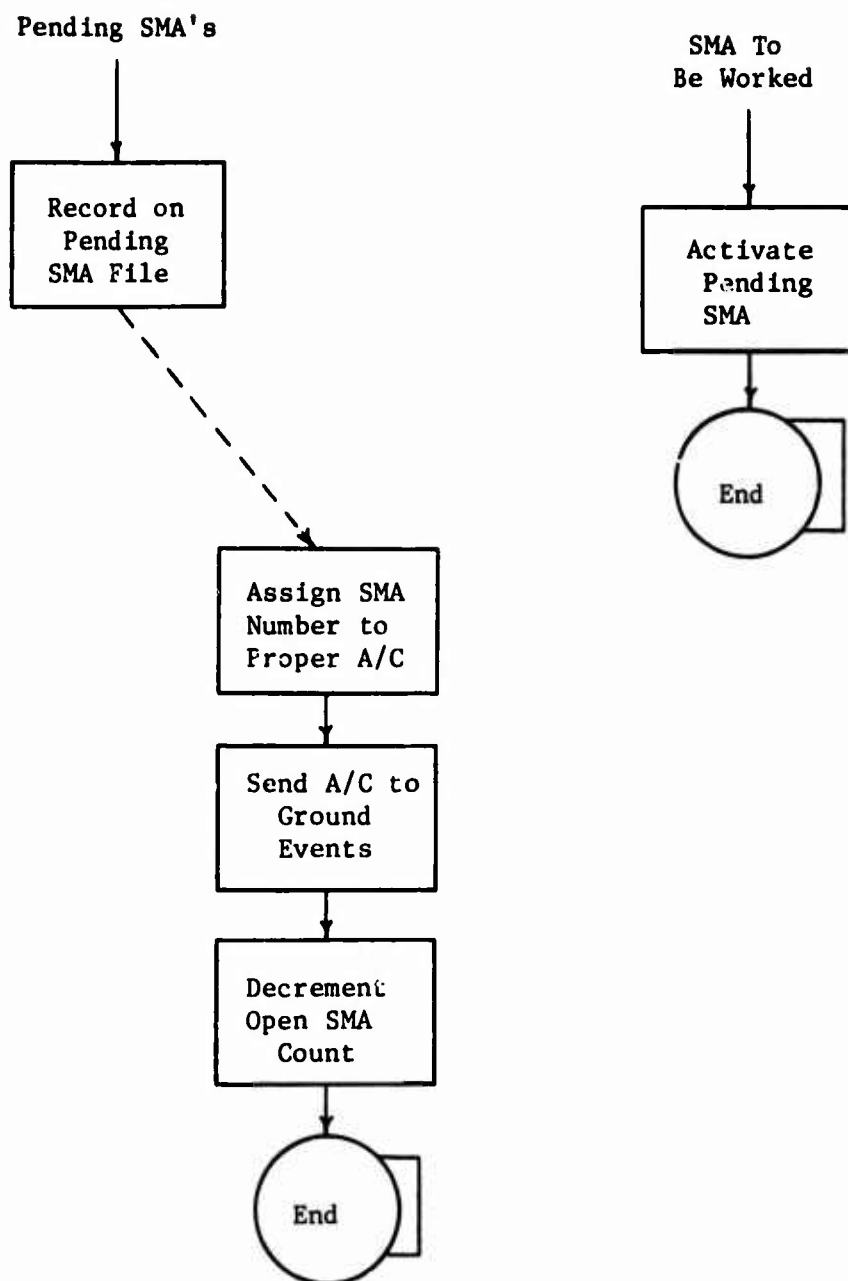 Pending SMA's
Record on
Pending
SMA File
Assign SMA
Number to
Proper A/C
Send A/C to
Ground
Events
Decrement
Open SMA
Count
End
SMA To
Be Worked
Activate
Pending
SMA
End